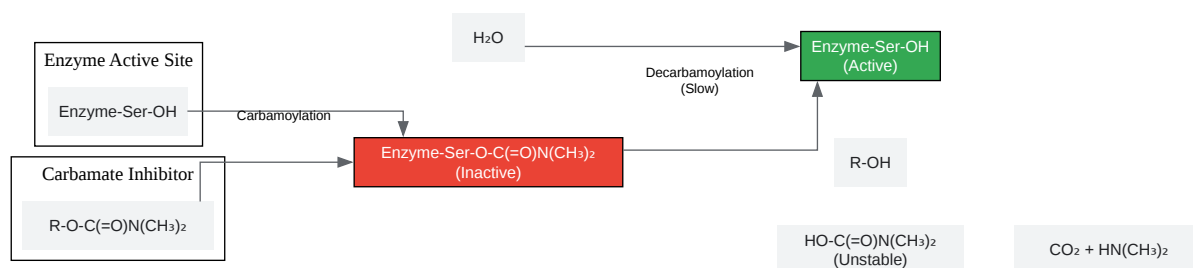 H₂O
Enzyme-Ser-OH
(Active)
Enzyme Active Site
Enzyme-Ser-OH
Carbamoylation
Decarbamoylation
(Slow)
Enzyme-Ser-O-C(=O)N(CH₃)₂
(Inactive)
Carbamate Inhibitor
R-O-C(=O)N(CH₃)₂
R-OH
HO-C(=O)N(CH₃)₂
(Unstable)
CO₂ + HN(CH₃)₂